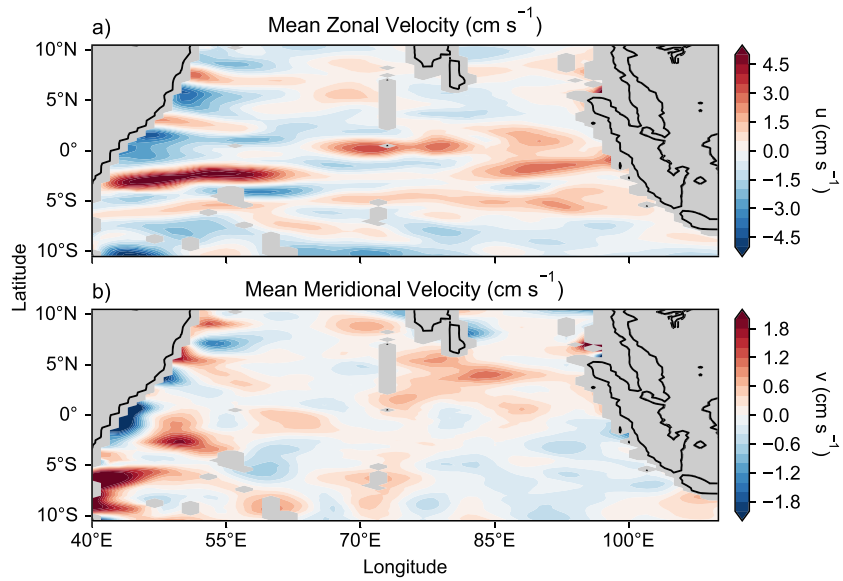 a)
Mean Zonal Velocity (cm s⁻¹)
10°N
5°N
0°
5°S
10°S
4.5
3.0
1.5
0.0
−1.5
−3.0
−4.5
u (cm s⁻¹)
Latitude
b)
Mean Meridional Velocity (cm s⁻¹)
10°N
5°N
0°
5°S
10°S
1.8
1.2
0.6
0.0
−0.6
−1.2
−1.8
v (cm s⁻¹)
40°E 55°E 70°E 85°E 100°E
Longitude